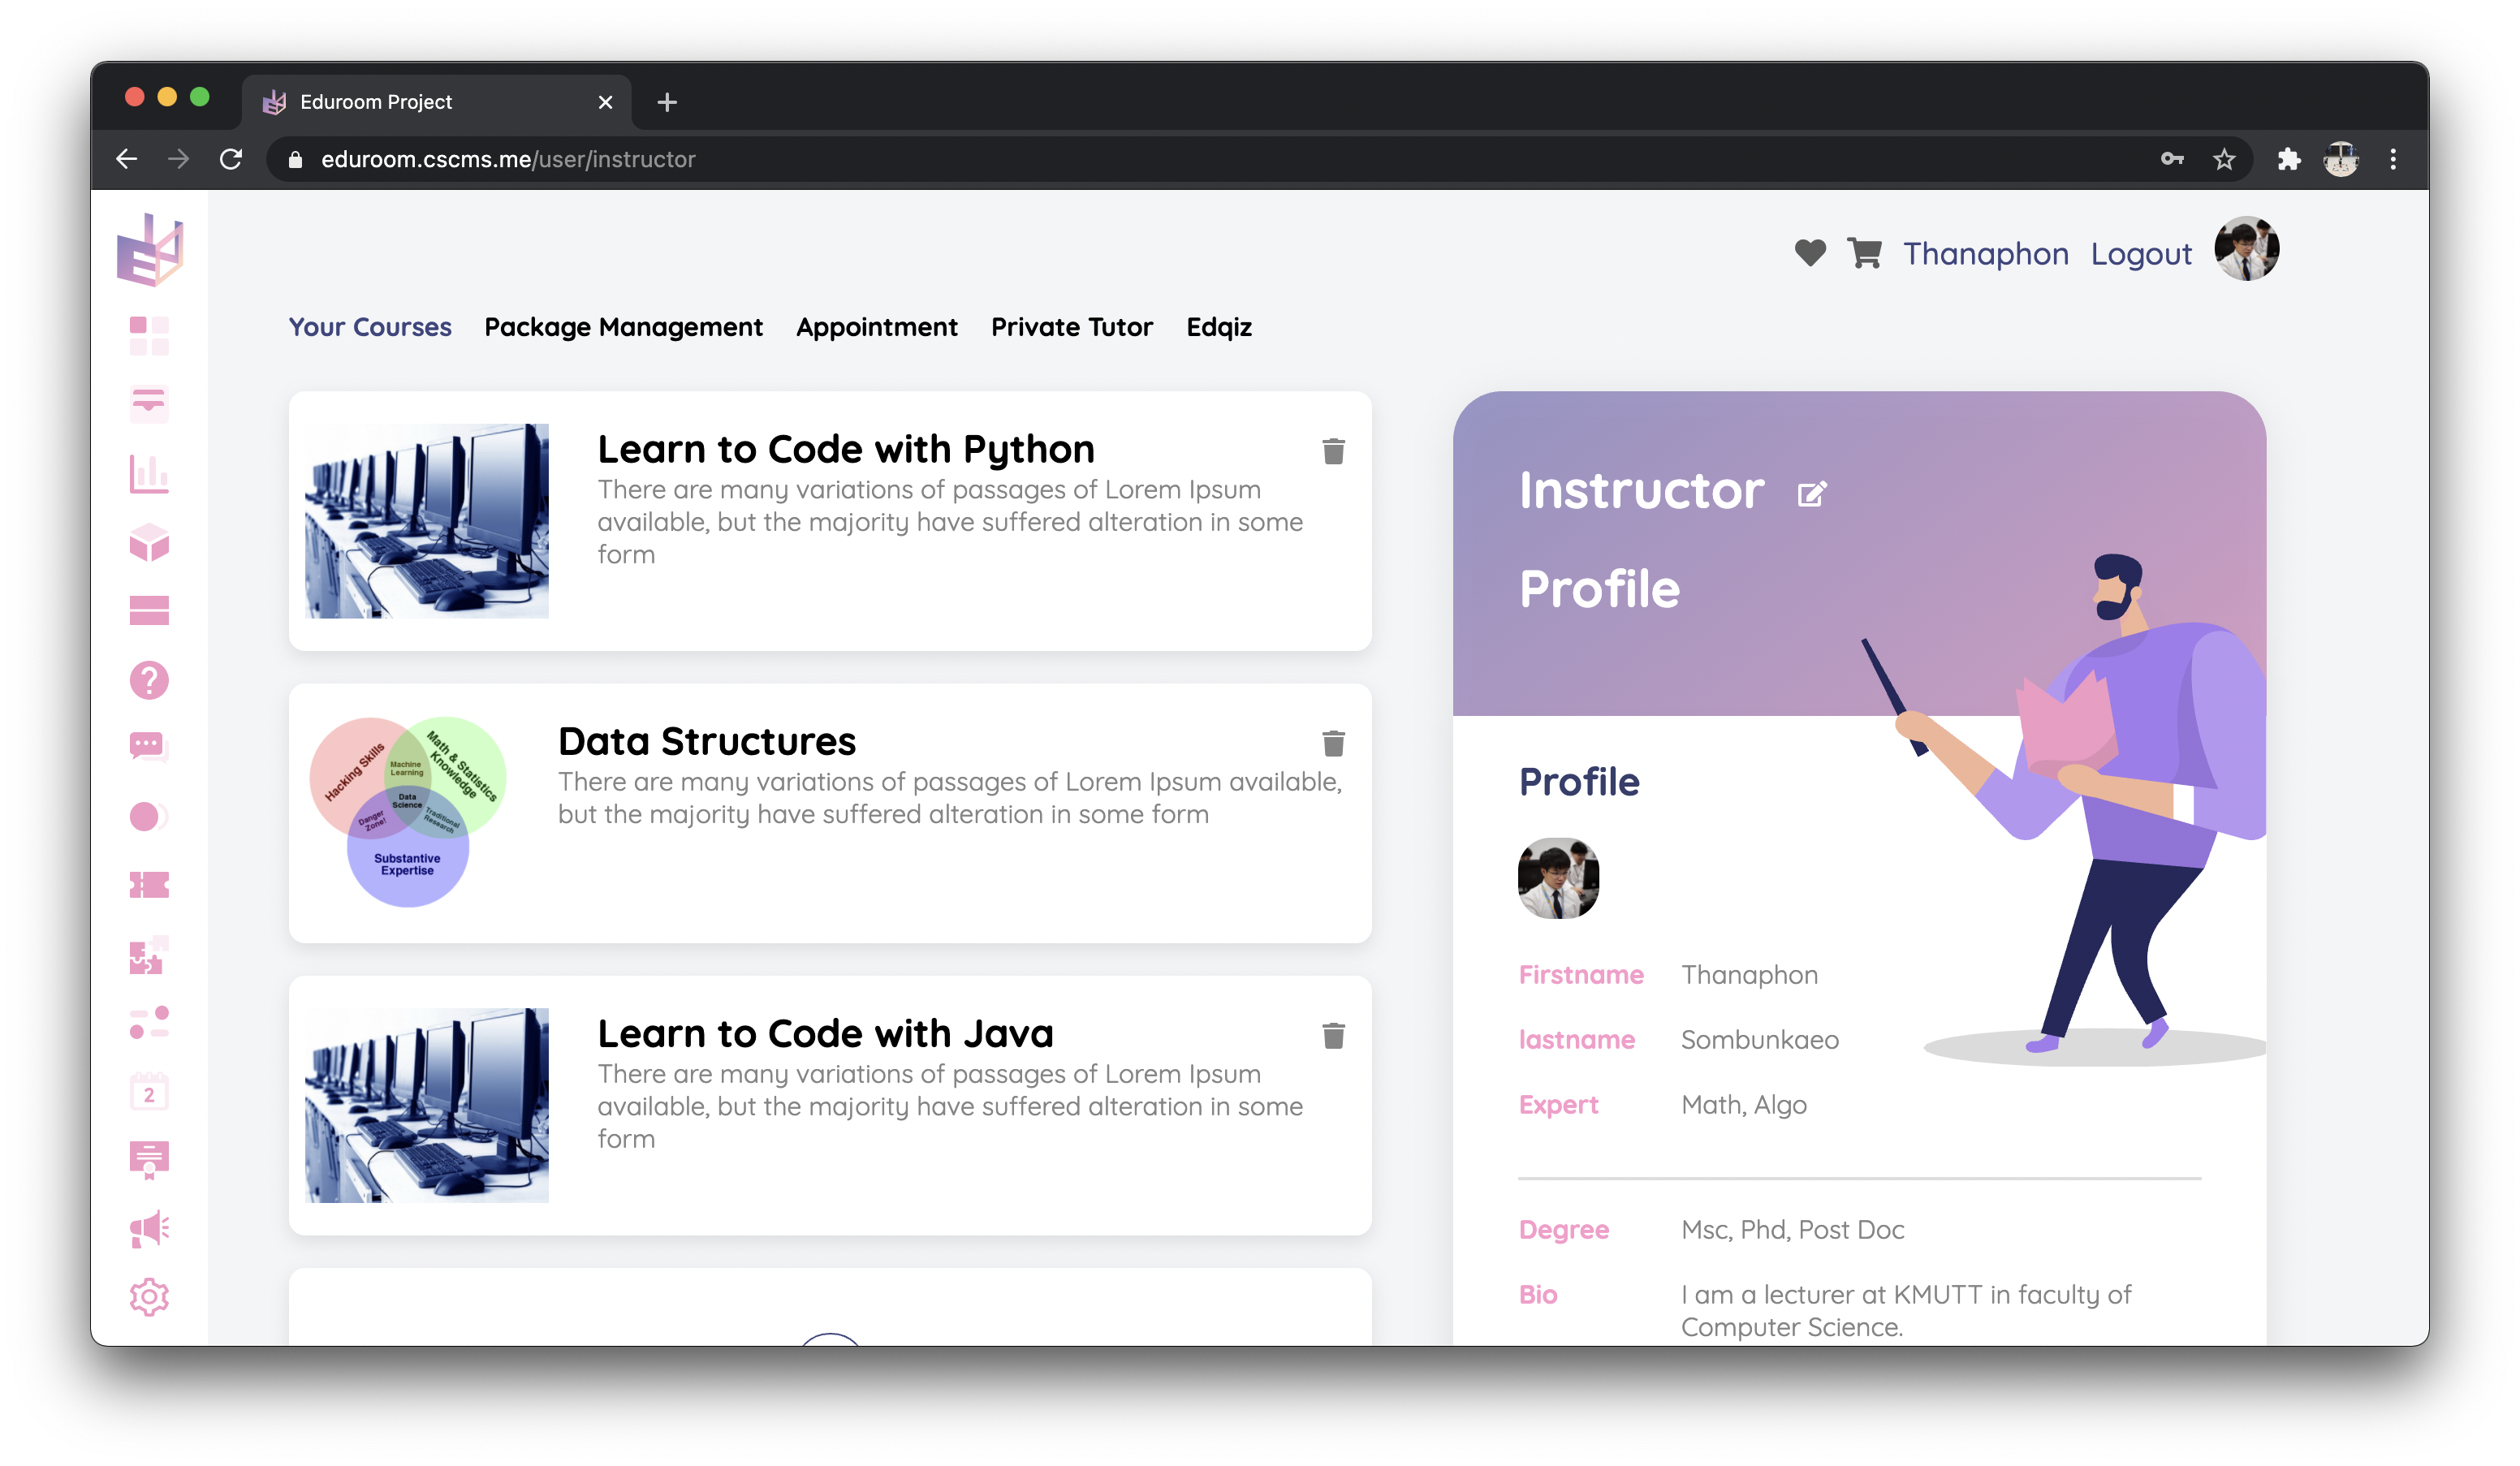 Eduroom Project
eduroom.cscms.me/user/instructor
Thanaphon Logout
Your Courses Package Management Appointment Private Tutor Edqiz
Learn to Code with Python
There are many variations of passages of Lorem Ipsum
available, but the majority have suffered alteration in some
form
Hacking Skills
Math & Statistics
Knowledge
Machine
Learning
Data
Science
Danger
Zone!
Traditional
Research
Substantive
Expertise
Data Structures
There are many variations of passages of Lorem Ipsum available,
but the majority have suffered alteration in some form
Learn to Code with Java
There are many variations of passages of Lorem Ipsum
available, but the majority have suffered alteration in some
form
Instructor
Profile
Profile
Firstname Thanaphon
lastname Sombunkaeo
Expert Math, Algo
Degree Msc, Phd, Post Doc
Bio I am a lecturer at KMUTT in faculty of
Computer Science.
?
2